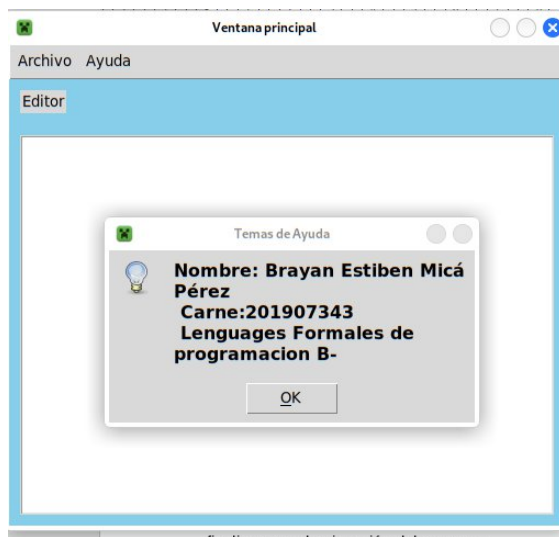 Ventana principal
Archivo Ayuda
Editor
Temas de Ayuda
Nombre: Brayan Estiben Micá
Pérez
Carne:201907343
Lenguages Formales de
programacion B-
OK